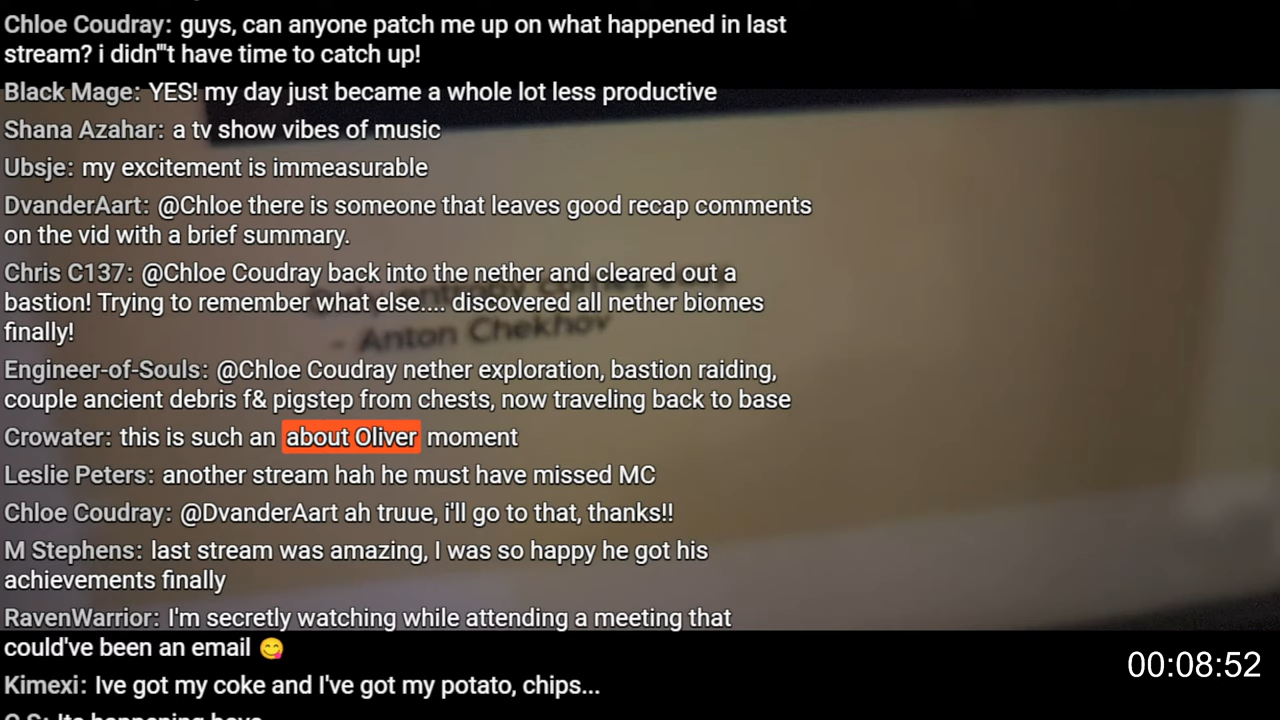 Chloe Coudray: guys, can anyone patch me up on what happened in last
stream? i didn'"t have time to catch up!
Black Mage: YES! my day just became a whole lot less productive
Shana Azahar: a tv show vibes of music
Ubsje: my excitement is immeasurable
DvanderAart: @Chloe there is someone that leaves good recap comments
on the vid with a brief summary.
Chris C137: @Chloe Coudray back into the nether and cleared out a
bastion! Trying to remember what else.... discovered all nether biomes
finally!
entropy comes easy
- Anton Chekhov
Engineer-of-Souls: @Chloe Coudray nether exploration, bastion raiding,
couple ancient debris f& pigstep from chests, now traveling back to base
Crowater: this is such an about Oliver moment
Leslie Peters: another stream hah he must have missed MC
Chloe Coudray: @DvanderAart ah truue, i'll go to that, thanks!!
M Stephens: last stream was amazing, I was so happy he got his
achievements finally
RavenWarrior: I'm secretly watching while attending a meeting that
could've been an email 😋
00:08:52
Kimexi: Ive got my coke and I've got my potato, chips...